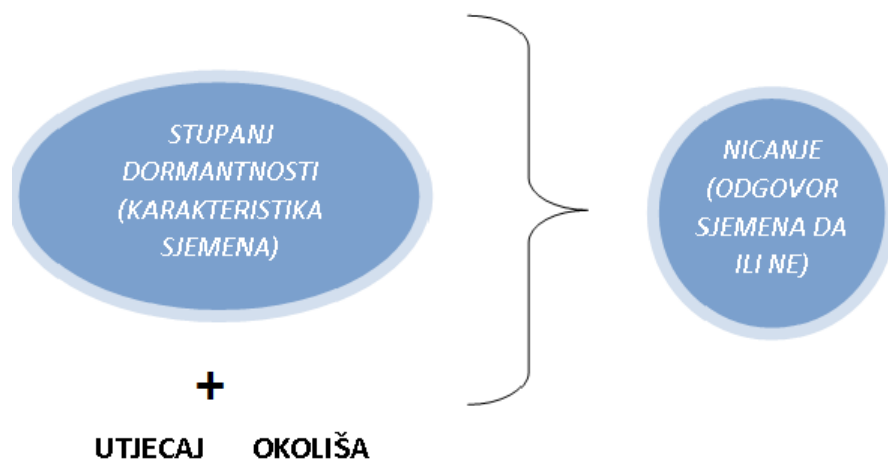 STUPANJ
DORMANTNOSTI
(KARAKTERISTIKA
SJEMENA)
+
UTJECAJ OKOLIŠA
NICANJE
(ODGOVOR
SJEMENA DA
ILI NE)